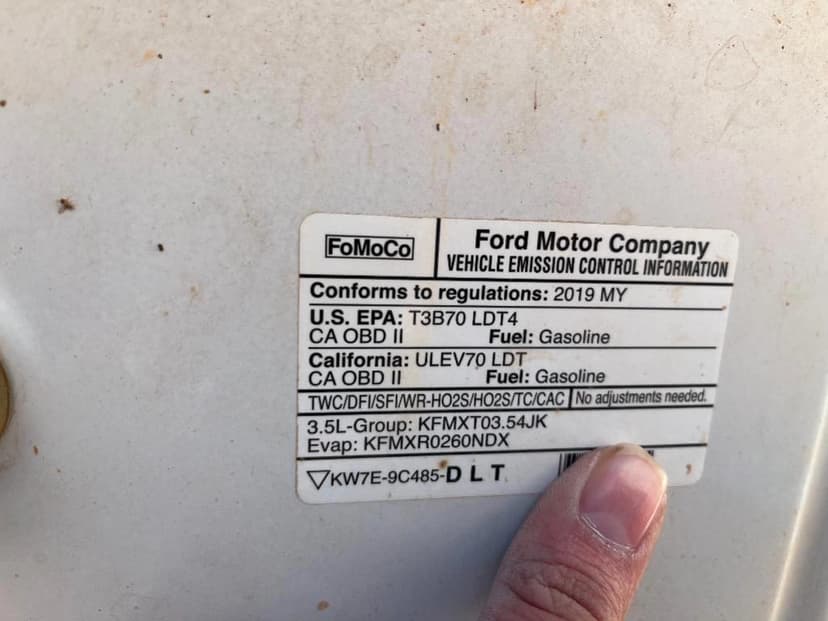 FoMoCo
Ford Motor Company
VEHICLE EMISSION CONTROL INFORMATION
Conforms to regulations: 2019 MY
U.S. EPA: T3B70 LDT4
CA OBD II Fuel: Gasoline
California: ULEV70 LDT
CA OBD II Fuel: Gasoline
TWC/DFI/SFI/WR-HO2S/HO2S/TC/CAC No adjustments needed.
3.5L-Group: KFMXT03.54JK
Evap: KFMXR0260NDX
KW7E-9C485-DLT